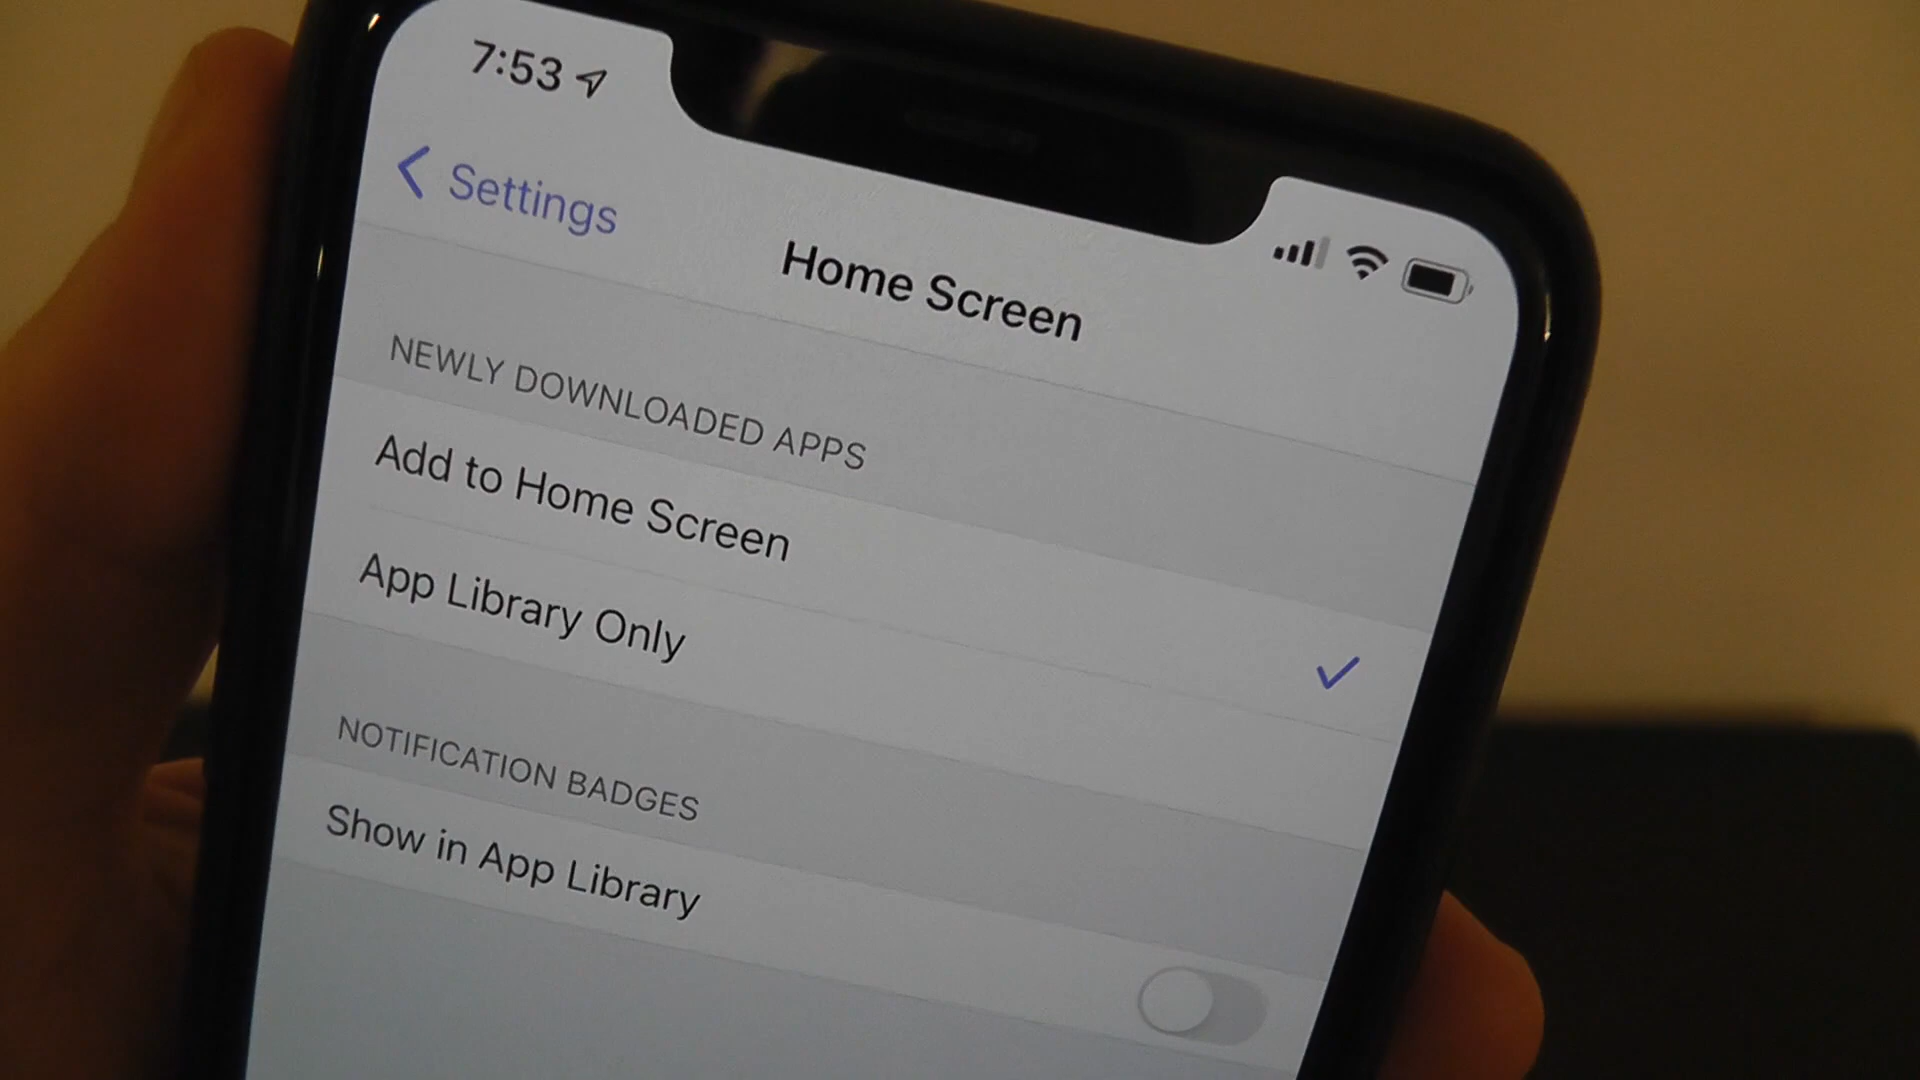 7:53
Settings
Home Screen
NEWLY DOWNLOADED APPS
Add to Home Screen
App Library Only
NOTIFICATION BADGES
Show in App Library